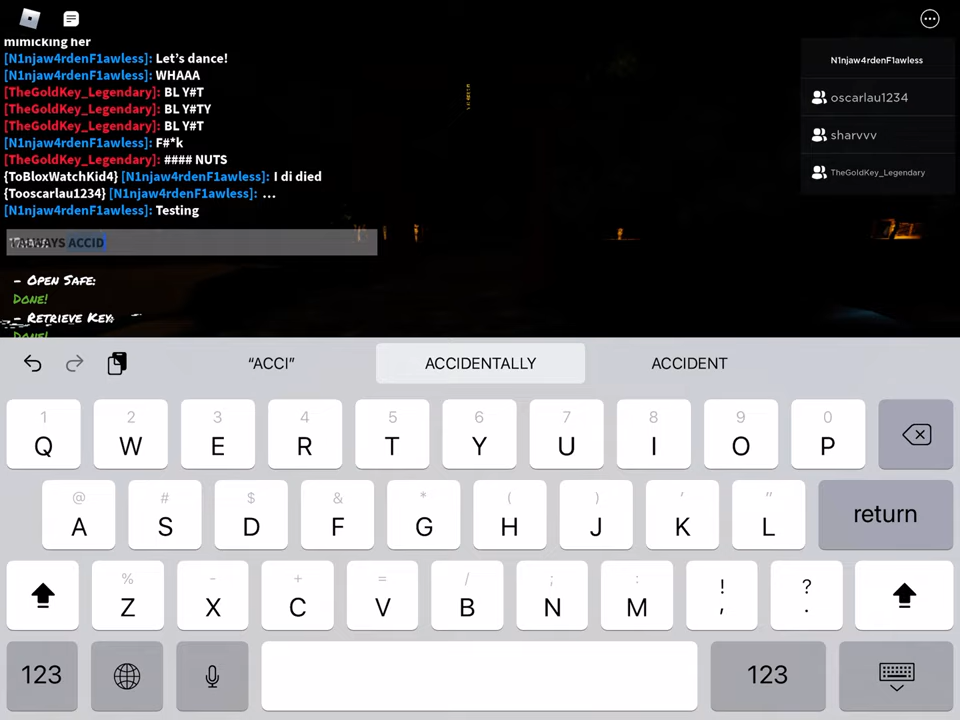 mimicking her
[N1njaw4rdenF1awless]: Let's dance!
[N1njaw4rdenF1awless]: WHAAA
[TheGoldKey_Legendary]: BL Y#T
[TheGoldKey_Legendary]: BL Y#TY
[TheGoldKey_Legendary]: BL Y#T
[N1njaw4rdenF1awless]: F#*k
[TheGoldKey_Legendary]: #### NUTS
{ToBloxWatchKid4} [N1njaw4rdenF1awless]: I di died
{Tooscarlau1234} [N1njaw4rdenF1awless]: ...
[N1njaw4rdenF1awless]: Testing
ALWAYS ACCID
- OPEN SAFE:
DONE!
- RETRIEVE KEY:
DONE!
N1njaw4rdenF1awless
oscarlau1234
sharvvv
TheGoldKey_Legendary
“ACCI” ACCIDENTALLY ACCIDENT
1 2 3 4 5 6 7 8 9 0
Q W E R T Y U I O P
@ # $ & * ( ) ' "
A S D F G H J K L return
% - + = / ; : ! ?
Z X C V B N M , .
123 123